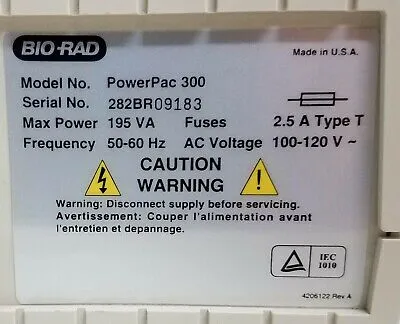 BIO-RAD
Made in U.S.A.
Model No. PowerPac 300
Serial No. 282BR09183
Max Power 195 VA Fuses 2.5 A Type T
Frequency 50-60 Hz AC Voltage 100-120 V ~
CAUTION
WARNING
Warning: Disconnect supply before servicing.
Avertissement: Couper l'alimentation avant
l'entretien et depannage.
IEC
1010
4206122 Rev A